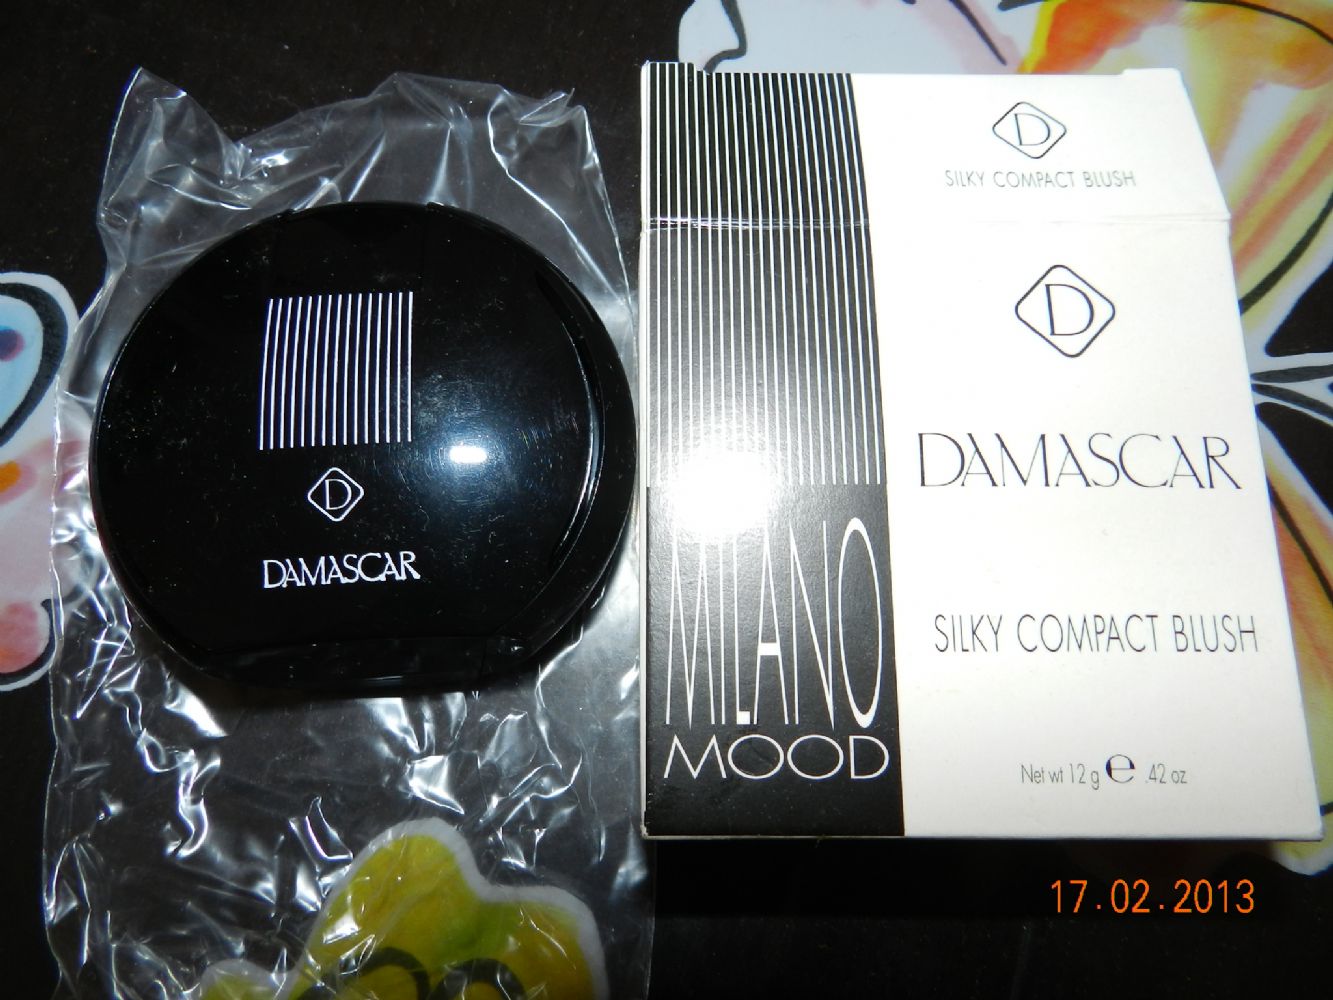 D
DAMASCAR
D
SILKY COMPACT BLUSH
D
DAMASCAR
SILKY COMPACT BLUSH
Net wt 12 g e .42 oz
MILANO
MOOD
17.02.2013